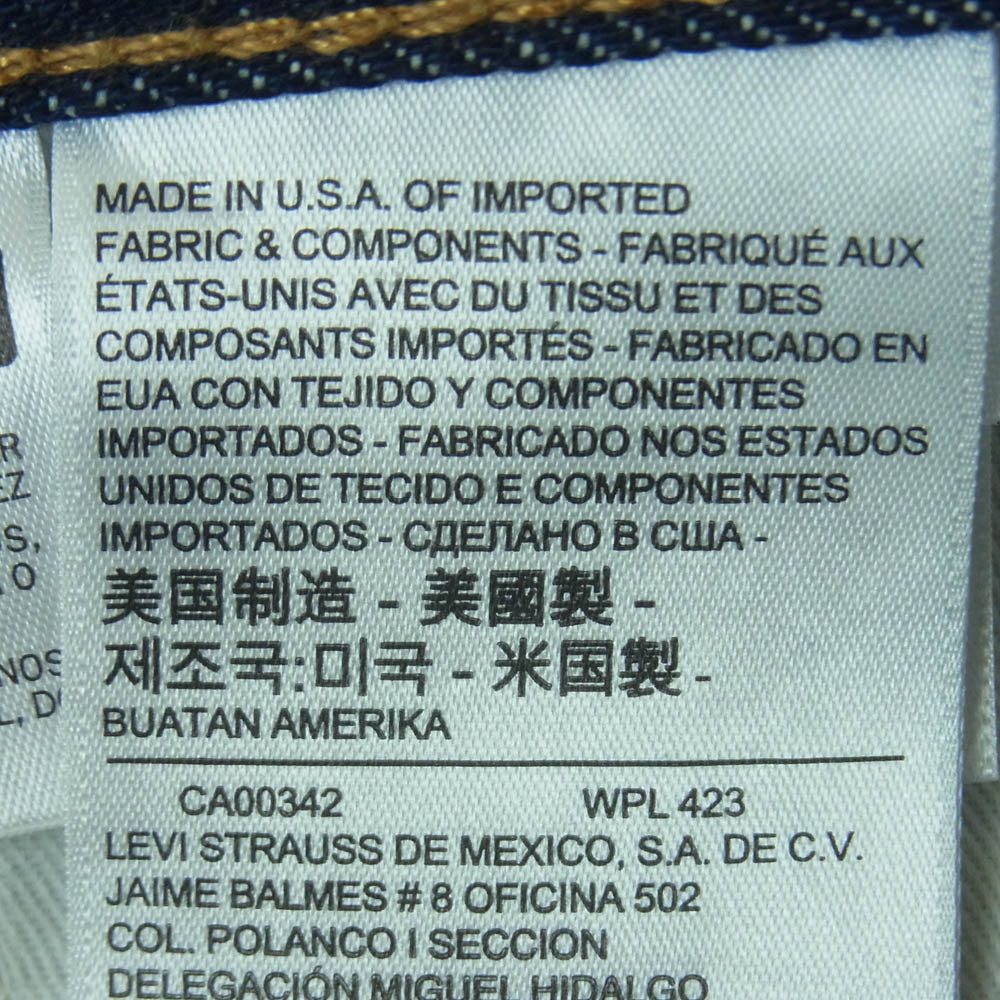 MADE IN U.S.A. OF IMPORTED
FABRIC & COMPONENTS - FABRIQUÉ AUX
ÉTATS-UNIS AVEC DU TISSU ET DES
COMPOSANTS IMPORTÉS - FABRICADO EN
EUA CON TEJIDO Y COMPONENTES
IMPORTADOS - FABRICADO NOS ESTADOS
UNIDOS DE TECIDO E COMPONENTES
IMPORTADOS - СДЕЛАНО В США -
美国制造 - 美國製 -
제조국:미국 - 米国製 -
BUATAN AMERIKA
CA00342 WPL 423
LEVI STRAUSS DE MEXICO, S.A. DE C.V.
JAIME BALMES # 8 OFICINA 502
COL. POLANCO I SECCION
DELEGACIÓN MIGUEL HIDALGO